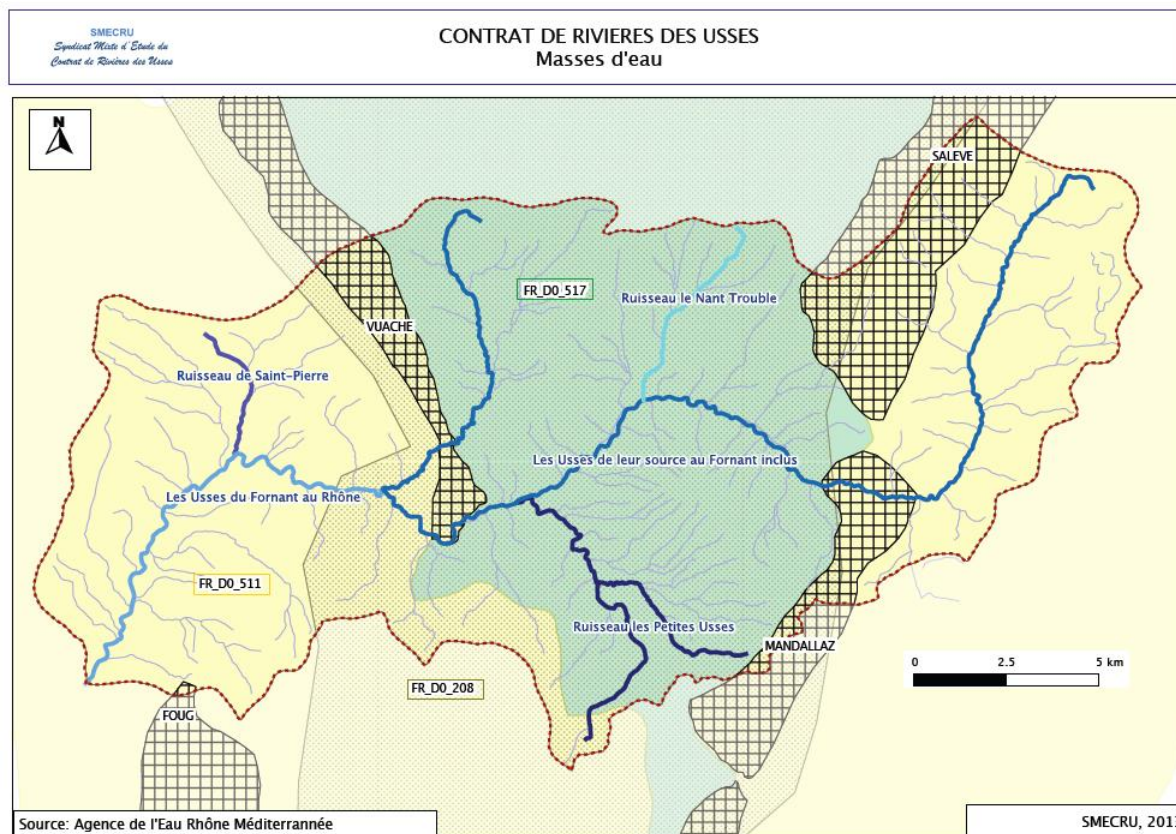 SMECRU
Syndicat Mixte d'Etude du
Contrat de Rivières des Usses
CONTRAT DE RIVIERES DES USSES
Masses d'eau
N
SALEVE
FR_D0_517
Ruisseau le Nant Trouble
VUACHE
Ruisseau de Saint-Pierre
Les Usses de leur source au Fornant inclus
Les Usses du Fornant au Rhône
FR_D0_511
Ruisseau les Petites Usses
MANDALLAZ
0 2.5 5 km
FR_D0_208
FOUG
Source: Agence de l'Eau Rhône Méditerrannée
SMECRU, 201